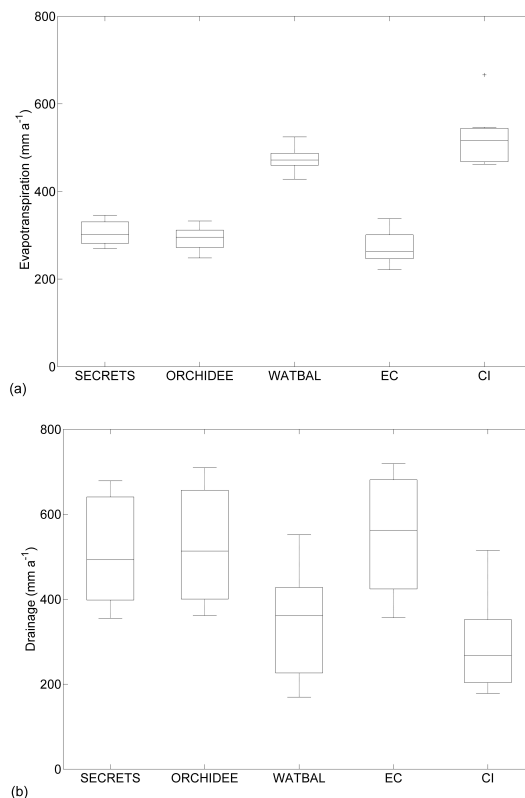 800
600
400
200
0
Evapotranspiration (mm a⁻¹)
SECRETS ORCHIDEE WATBAL EC CI
(a)
800
600
400
200
0
Drainage (mm a⁻¹)
SECRETS ORCHIDEE WATBAL EC CI
(b)